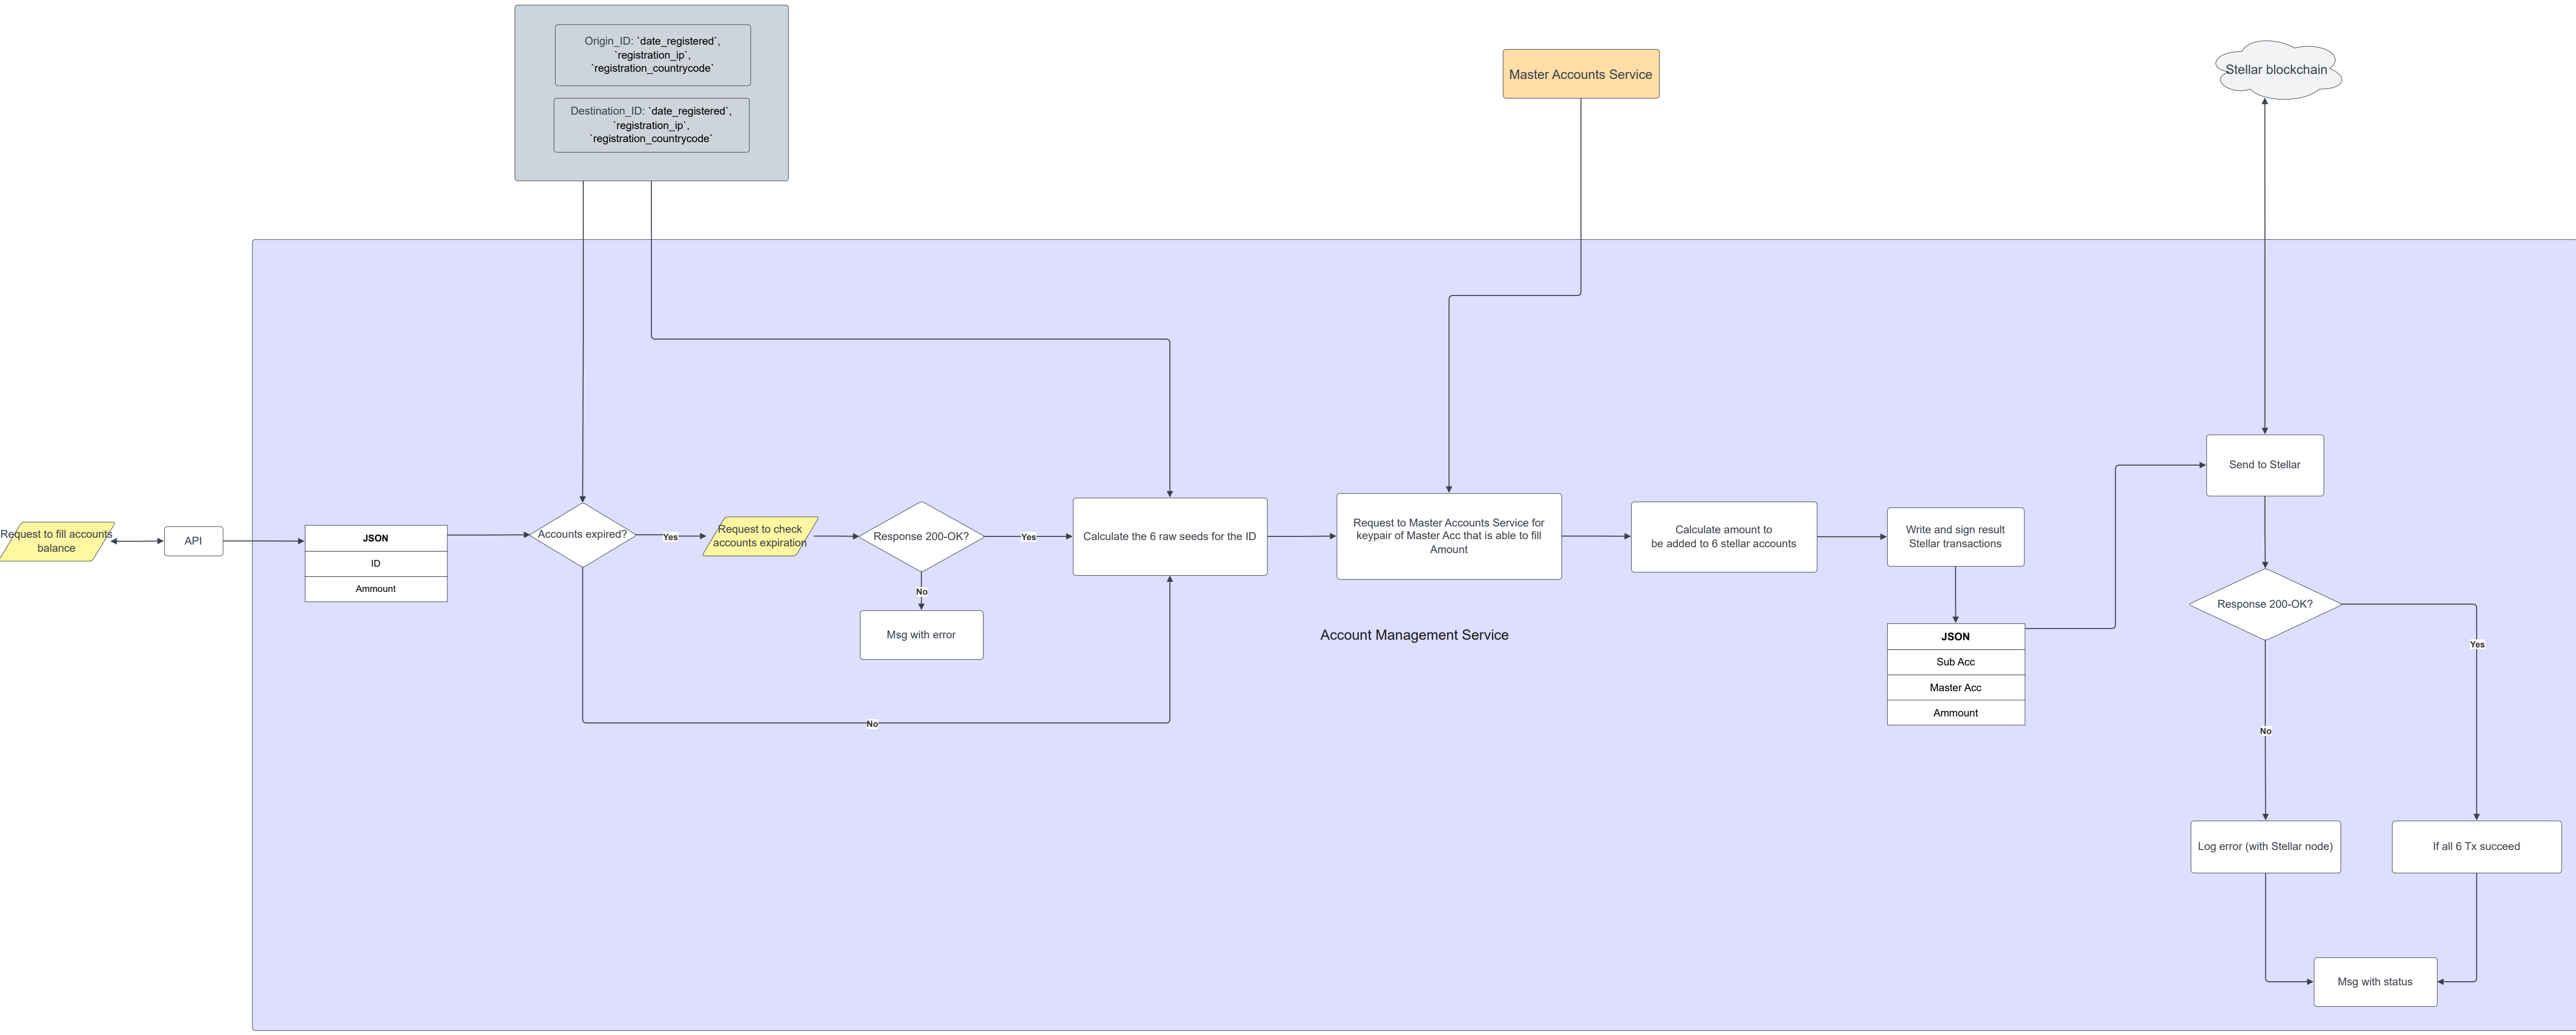 Origin_ID: `date_registered`,
`registration_ip`,
`registration_countrycode`
Destination_ID: `date_registered`,
`registration_ip`,
`registration_countrycode`
Master Accounts Service
Stellar blockchain
Request to fill accounts
balance
API
JSON
ID
Ammount
Accounts expired?
Yes
Request to check
accounts expiration
Response 200-OK?
Yes
No
Msg with error
No
Calculate the 6 raw seeds for the ID
Request to Master Accounts Service for
keypair of Master Acc that is able to fill
Amount
Account Management Service
Calculate amount to
be added to 6 stellar accounts
Write and sign result
Stellar transactions
JSON
Sub Acc
Master Acc
Ammount
Send to Stellar
Response 200-OK?
Yes
No
Log error (with Stellar node)
If all 6 Tx succeed
Msg with status